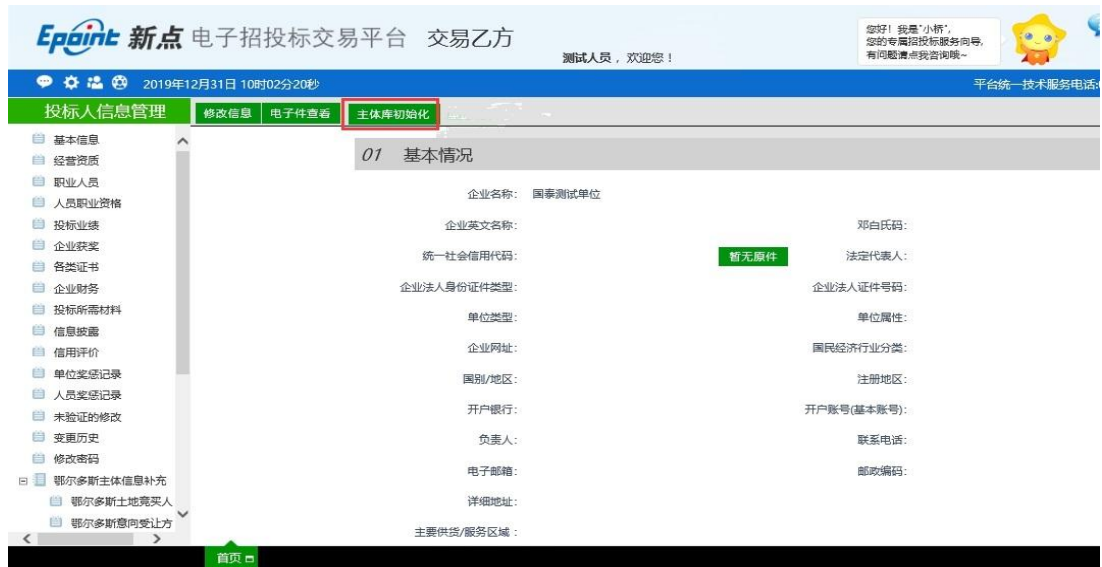 Epoint 新点 电子招投标交易平台 交易乙方
测试人员，欢迎您！
您好！我是"小桥"，
您的专属招投标服务向导，
有问题请点我咨询哦~
2019年12月31日 10时02分20秒
平台统一技术服务电话:
投标人信息管理
修改信息 电子件查看 主体库初始化
基本信息
经营资质
职业人员
人员职业资格
投标业绩
企业获奖
各类证书
企业财务
投标所需材料
信息披露
信用评价
单位奖惩记录
人员奖惩记录
未验证的修改
变更历史
修改密码
鄂尔多斯主体信息补充
鄂尔多斯土地竞买人
鄂尔多斯意向受让方
01 基本情况
企业名称: 国泰测试单位
企业英文名称: 邓白氏码:
统一社会信用代码: 暂无原件 法定代表人:
企业法人身份证件类型: 企业法人证件号码:
单位类型: 单位属性:
企业网址: 国民经济行业分类:
国别/地区: 注册地区:
开户银行: 开户账号(基本账号):
负责人: 联系电话:
电子邮箱: 邮政编码:
详细地址:
主要供货/服务区域：
首页